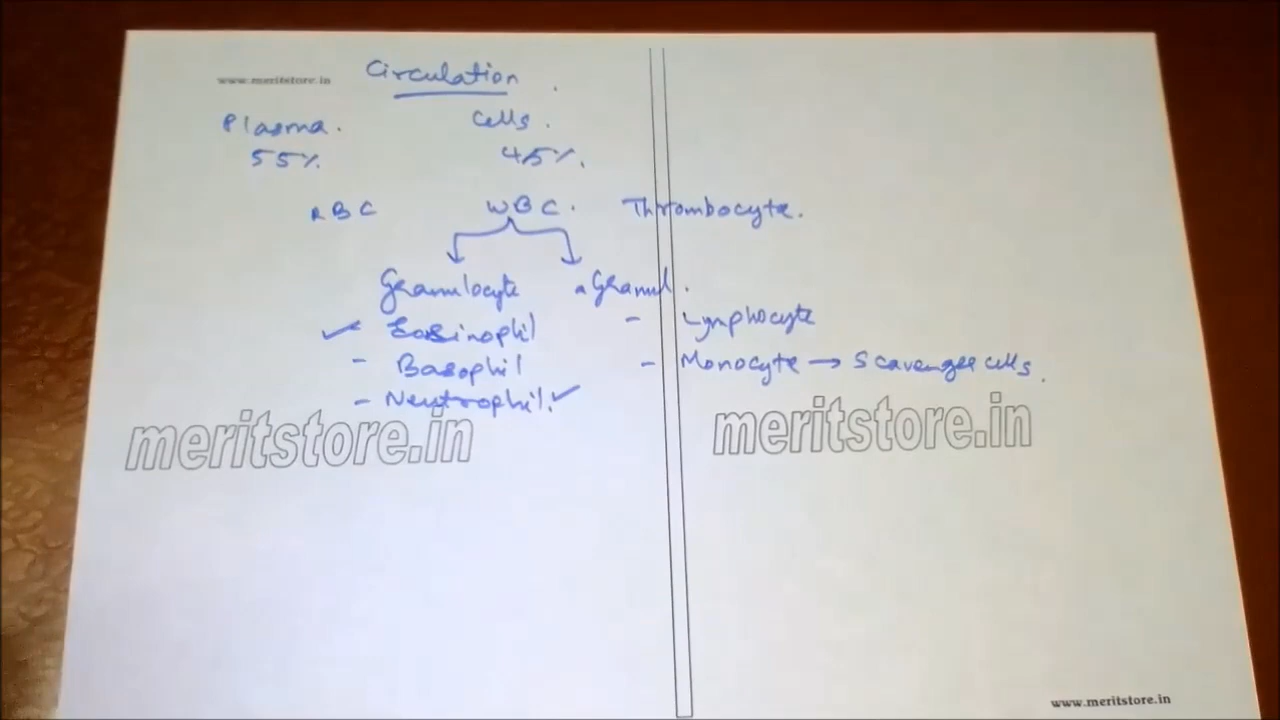 www.meritstore.in Circulation
Plasma. Cells.
55% 45%.
RBC WBC. Thrombocyte.
Granulocyte aGranul.
✓ Eosinophil - Lymphocyte
- Basophil - Monocyte → Scavenger cells.
- Neutrophil. ✓
meritstore.in meritstore.in
www.meritstore.in